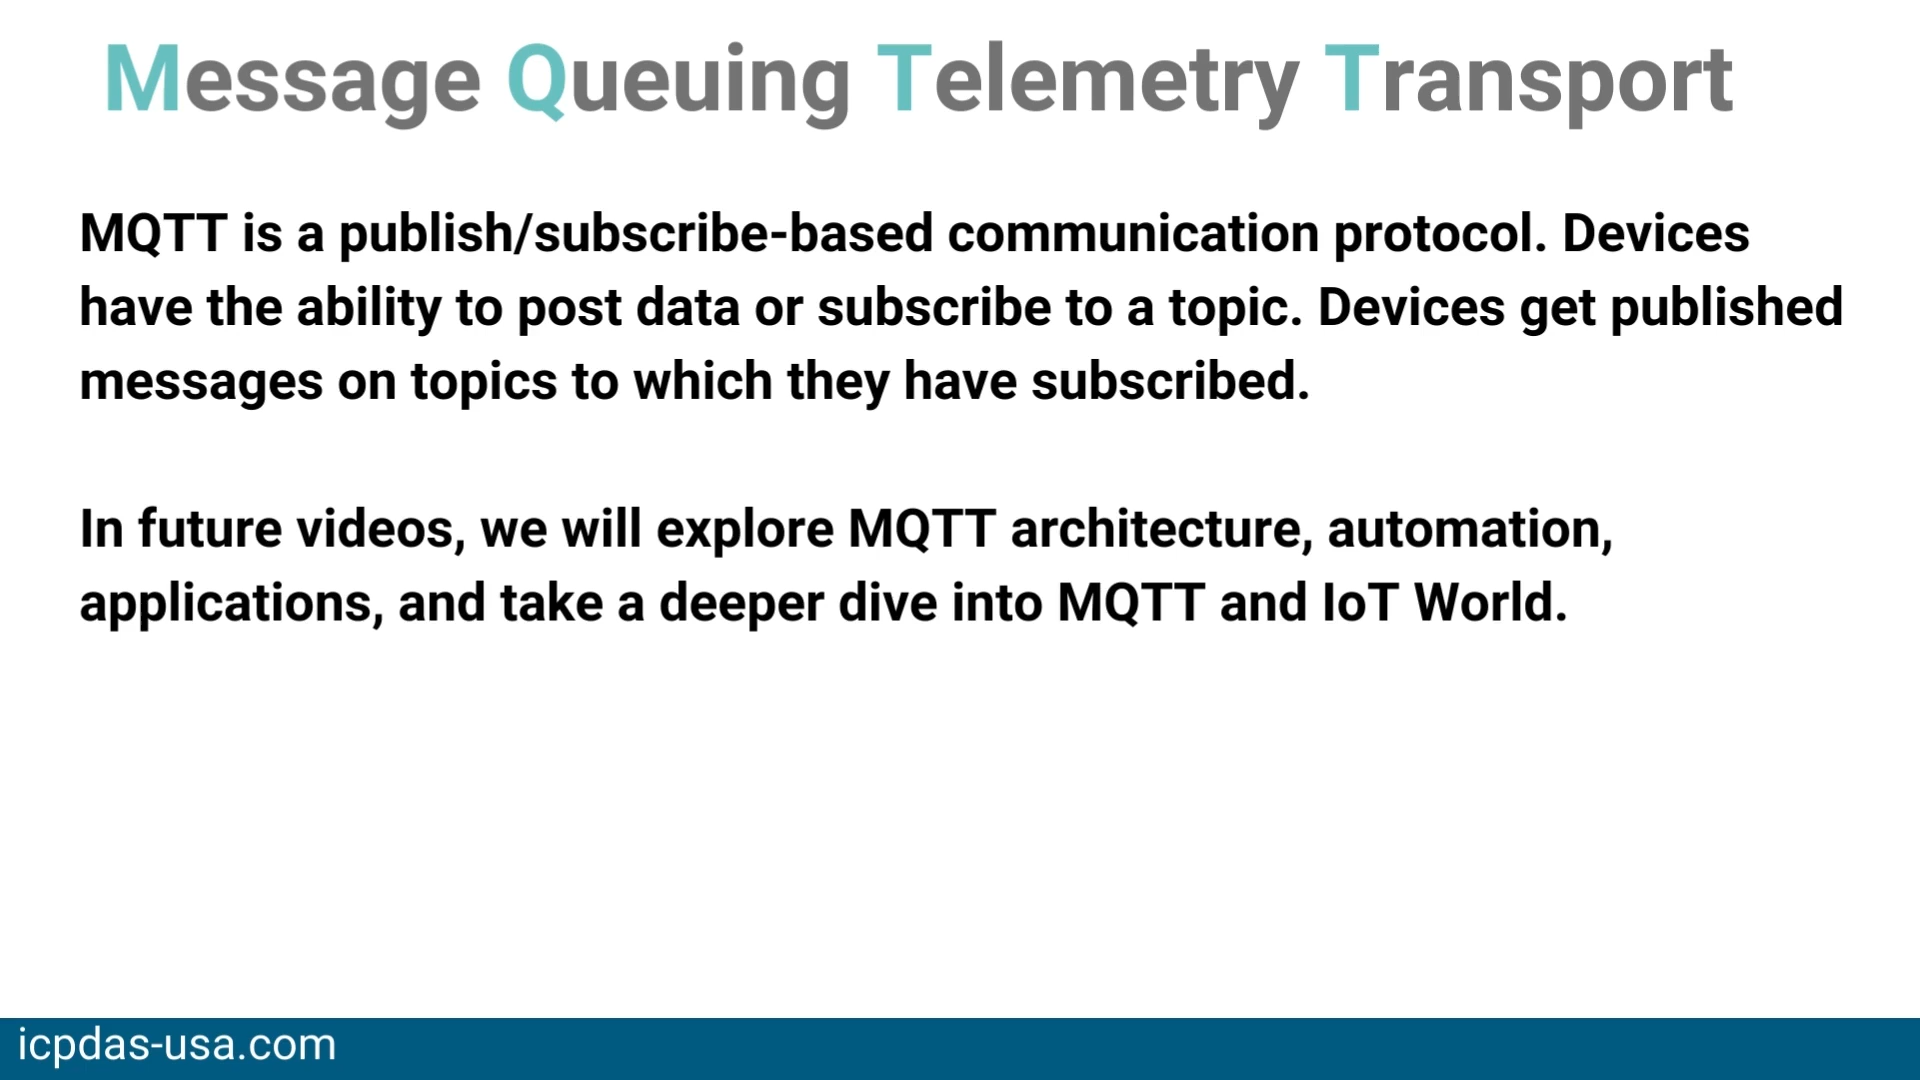 Message Queuing Telemetry Transport
MQTT is a publish/subscribe-based communication protocol. Devices
have the ability to post data or subscribe to a topic. Devices get published
messages on topics to which they have subscribed.
In future videos, we will explore MQTT architecture, automation,
applications, and take a deeper dive into MQTT and IoT World.
icpdas-usa.com